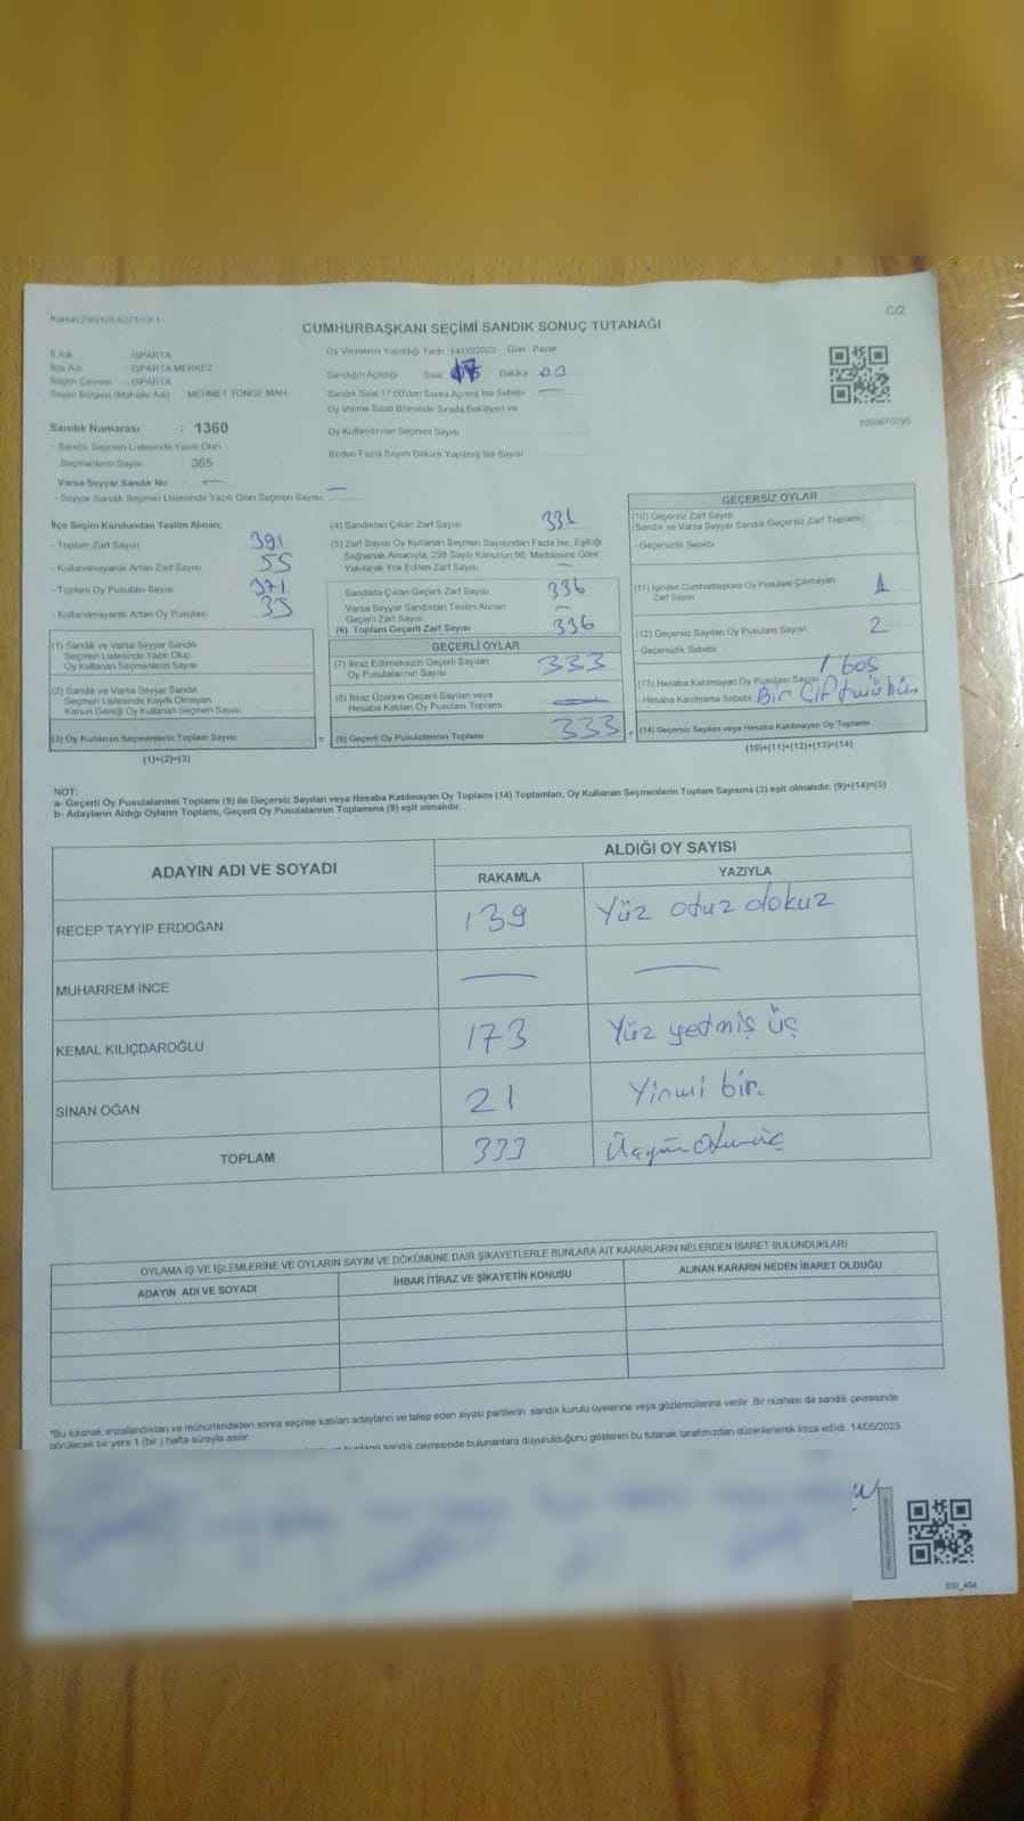 C/2
CUMHURBAŞKANI SEÇİMİ SANDIK SONUÇ TUTANAĞI
İl Adı : ISPARTA
İlçe Adı : ISPARTA MERKEZ
Seçim Çevresi : ISPARTA
Seçim Bölgesi (Mahalle Adı) : MEHMET TÖNGE MAH.
Oy Vermenin Yapıldığı Tarih: 14/05/2023 Gün: Pazar
Sandığın Açıldığı Saat 17 Dakika 00
Sandık Saat 17.00'den Sonra Açılmış İse Sebebi —
Oy Verme Saati Bitiminde Sırada Bekleyen ve
Oy Kullandırılan Seçmen Sayısı
Birden Fazla Sayım Döküm Yapılmış İse Sayısı
Sandık Numarası : 1360
- Sandık Seçmen Listesinde Yazılı Olan
Seçmenlerin Sayısı 365
Varsa Seyyar Sandık No —
- Seyyar Sandık Seçmen Listesinde Yazılı Olan Seçmen Sayısı —
İlçe Seçim Kurulundan Teslim Alınan;
- Toplam Zarf Sayısı 391
- Kullanılmayarak Artan Zarf Sayısı 55
- Toplam Oy Pusulası Sayısı 371
- Kullanılmayarak Artan Oy Pusulası 35
(1) Sandık ve Varsa Seyyar Sandık
Seçmen Listesinde Yazılı Olup
Oy Kullanan Seçmenlerin Sayısı
(2) Sandık ve Varsa Seyyar Sandık
Seçmen Listesinde Kaydı Olmayan
Kanun Gereği Oy Kullanan Seçmen Sayısı
(3) Oy Kullanan Seçmenlerin Toplam Sayısı
(1)+(2)=(3)
(4) Sandıktan Çıkan Zarf Sayısı 336
(5) Zarf Sayısı Oy Kullanan Seçmen Sayısından Fazla İse, Eşitliği
Sağlamak Amacıyla, 298 Sayılı Kanunun 98. Maddesine Göre
Yakılarak Yok Edilen Zarf Sayısı —
Sandıkta Çıkan Geçerli Zarf Sayısı 336
Varsa Seyyar Sandıktan Teslim Alınan
Geçerli Zarf Sayısı —
(6) Toplam Geçerli Zarf Sayısı 336
GEÇERLİ OYLAR
(7) İtiraz Edilmeksizin Geçerli Sayılan
Oy Pusulalarının Sayısı 333
(8) İtiraz Üzerine Geçerli Sayılan veya
Hesaba Katılan Oy Pusulası Toplamı —
(9) Geçerli Oy Pusulalarının Toplamı 333
GEÇERSİZ OYLAR
(10) Geçersiz Zarf Sayısı
(Sandık ve Varsa Seyyar Sandık Geçersiz Zarf Toplamı)
- Geçersizlik Sebebi
(11) İçinden Cumhurbaşkanı Oy Pusulası Çıkmayan
Zarf Sayısı 1
(12) Geçersiz Sayılan Oy Pusulası Sayısı 2
Geçersizlik Sebebi 1 boş
(13) Hesaba Katılmayan Oy Pusulası Sayısı
- Hesaba Katılmama Sebebi Bir Çift mühür
(14) Geçersiz Sayılan veya Hesaba Katılmayan Oy Toplamı
(10)+(11)+(12)+(13)=(14)
NOT:
a- Geçerli Oy Pusulalarının Toplamı (9) ile Geçersiz Sayılan veya Hesaba Katılmayan Oy Toplamı (14) Toplamları, Oy Kullanan Seçmenlerin Toplam Sayısına (3) eşit olmalıdır. (9)+(14)=(3)
b- Adayların Aldığı Oyların Toplamı, Geçerli Oy Pusulalarının Toplamına (9) eşit olmalıdır.
ADAYIN ADI VE SOYADI
ALDIĞI OY SAYISI
RAKAMLA YAZIYLA
RECEP TAYYİP ERDOĞAN 139 Yüz otuz dokuz
MUHARREM İNCE — —
KEMAL KILIÇDAROĞLU 173 Yüz yetmiş üç
SİNAN OĞAN 21 Yirmi bir.
TOPLAM 333
OYLAMA İŞ VE İŞLEMLERİNE VE OYLARIN SAYIM VE DÖKÜMÜNE DAİR ŞİKAYETLERLE BUNLARA AİT KARARLARIN NELERDEN İBARET BULUNDUKLARI
ADAYIN ADI VE SOYADI İHBAR İTİRAZ VE ŞİKAYETİN KONUSU ALINAN KARARIN NEDEN İBARET OLDUĞU
"Bu tutanak, imzalandıktan ve mühürlendikten sonra seçime katılan adayların ve talep eden siyasi partilerin sandık kurulu üyelerine veya gözlemcilerine verilir. Bir nüshası da sandık çevresinde
görülecek bir yere 1 (bir ) hafta süreyle asılır.
sandık çevresinde bulunanlara duyurulduğunu gösteren bu tutanak tarafımızdan düzenlenerek imza edildi. 14/05/2023